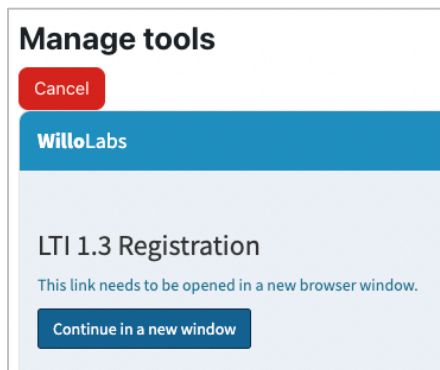 Manage tools
Cancel
WilloLabs
LTI 1.3 Registration
This link needs to be opened in a new browser window.
Continue in a new window